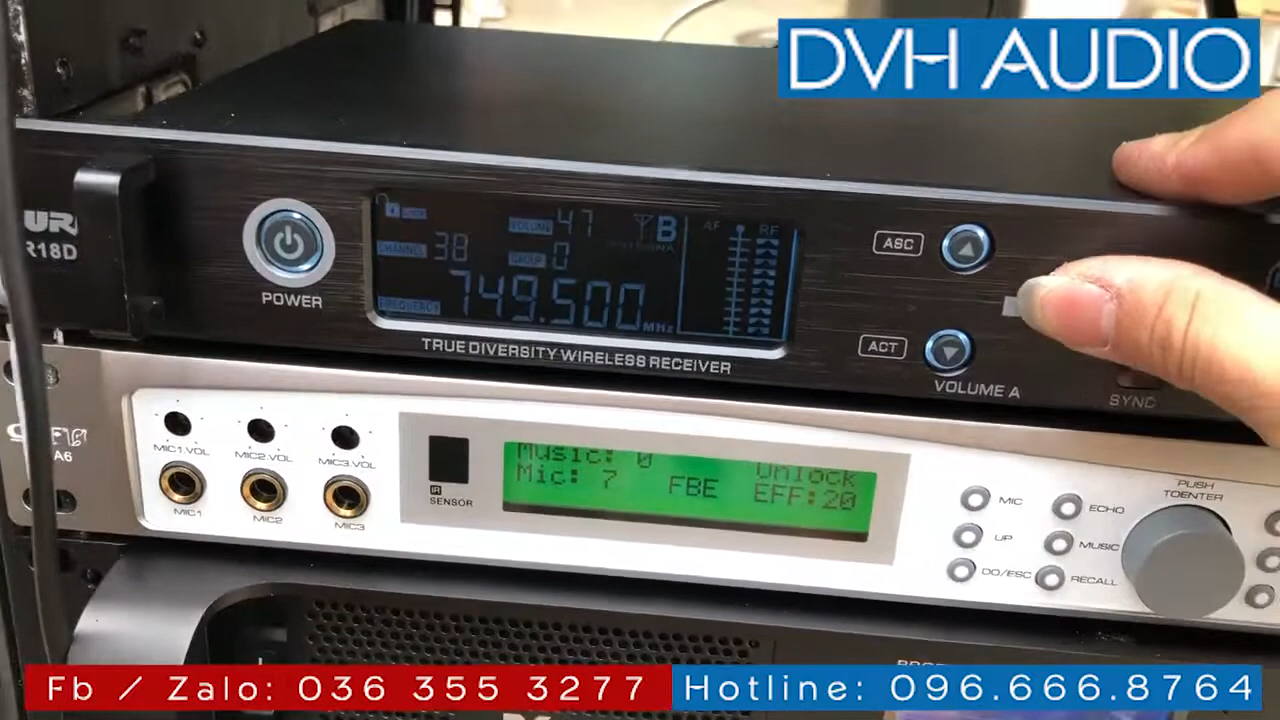 DVH AUDIO
UR
R18D
POWER
LOCK
VOLUME 47
B
ANTENNA
AF RF
CHANNEL 38
GROUP 0
FREQUENCY 749.500 MHz
TRUE DIVERSITY WIRELESS RECEIVER
ASC
ACT
VOLUME A
SYNC
A6
MIC1.VOL MIC2.VOL MIC3.VOL
MIC1 MIC2 MIC3
IR
SENSOR
Music: 0 Unlock
Mic: 7 FBE EFF:20
MIC ECHO
UP MUSIC
DO/ESC RECALL
PUSH
TOENTER
Fb / Zalo: 036 355 3277
Hotline: 096.666.8764